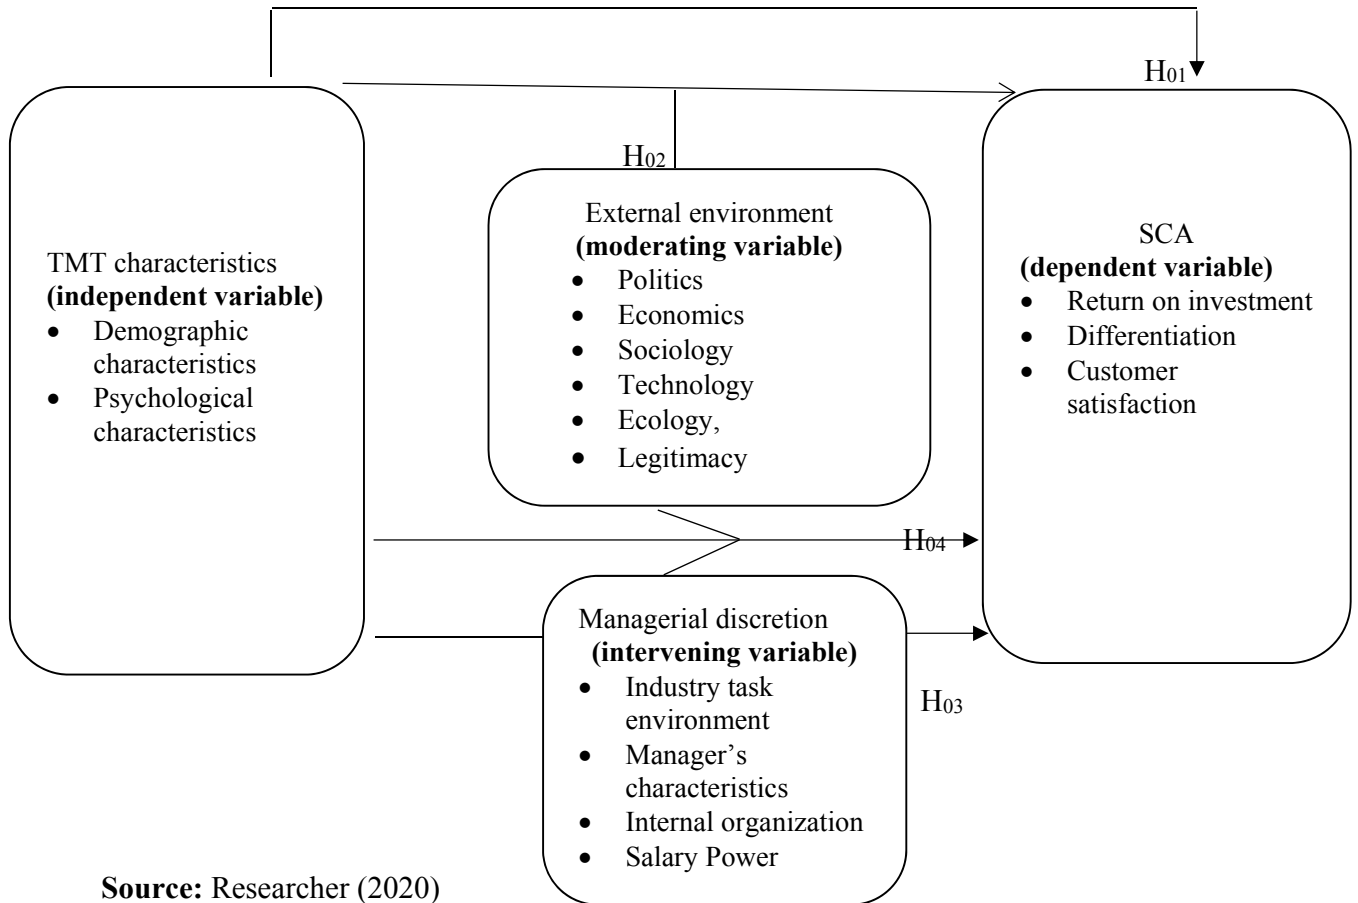 H01
H02
TMT characteristics
(independent variable)
• Demographic
characteristics
• Psychological
characteristics
External environment
(moderating variable)
• Politics
• Economics
• Sociology
• Technology
• Ecology,
• Legitimacy
SCA
(dependent variable)
• Return on investment
• Differentiation
• Customer
satisfaction
H04
Managerial discretion
(intervening variable)
• Industry task
environment
• Manager’s
characteristics
• Internal organization
• Salary Power
H03
Source: Researcher (2020)